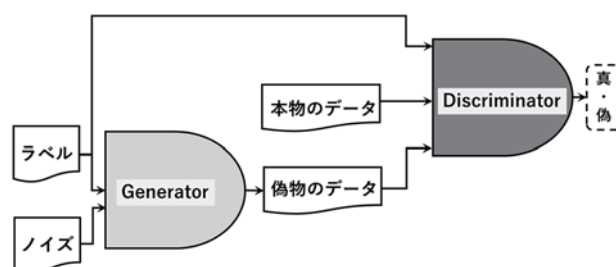 本物のデータ
Discriminator
真・偽
ラベル
Generator
偽物のデータ
ノイズ